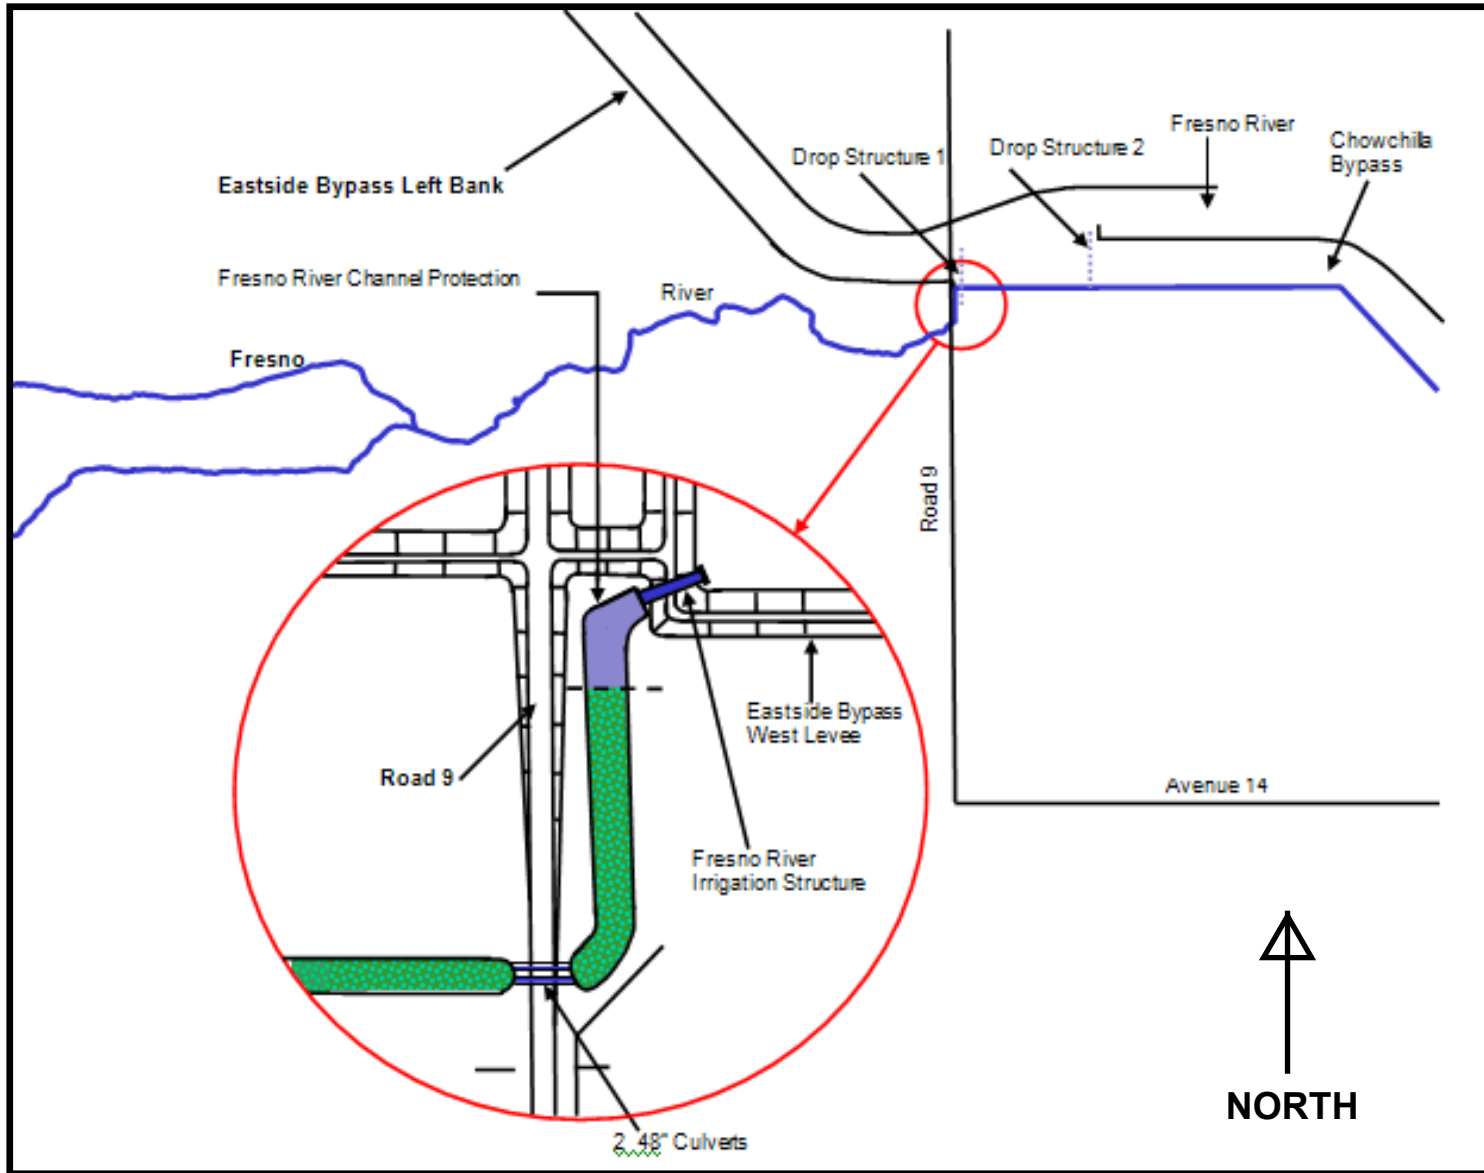 Fresno River
Drop Structure 1
Drop Structure 2
Chowchilla
Bypass
Eastside Bypass Left Bank
Fresno River Channel Protection
River
Fresno
Road 9
Eastside Bypass
West Levee
Road 9
Avenue 14
Fresno River
Irrigation Structure
NORTH
2 48" Culverts